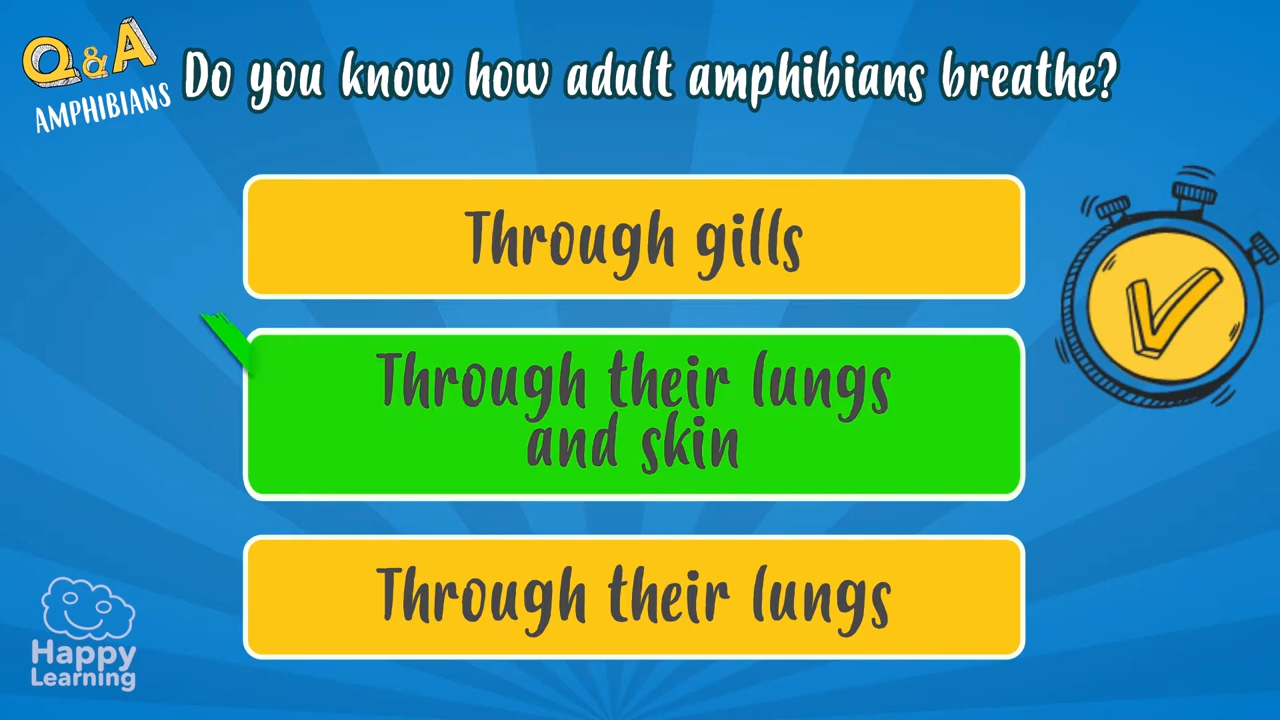 Q&A
AMPHIBIANS
Do you know how adult amphibians breathe?
Through gills
Through their lungs
and skin
Through their lungs
Happy
Learning